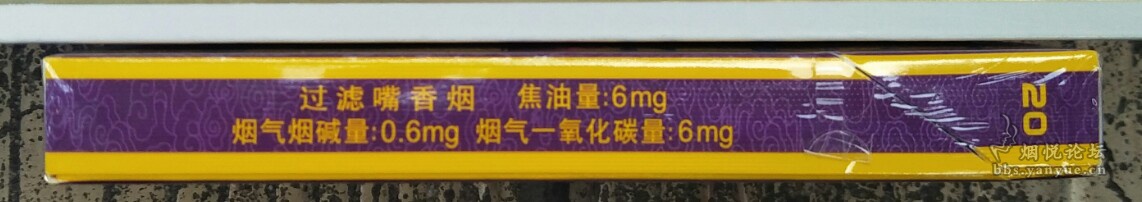 过滤嘴香烟 焦油量:6mg
烟气烟碱量:0.6mg 烟气一氧化碳量:6mg
20
烟悦论坛
bbs.yanyue.cn